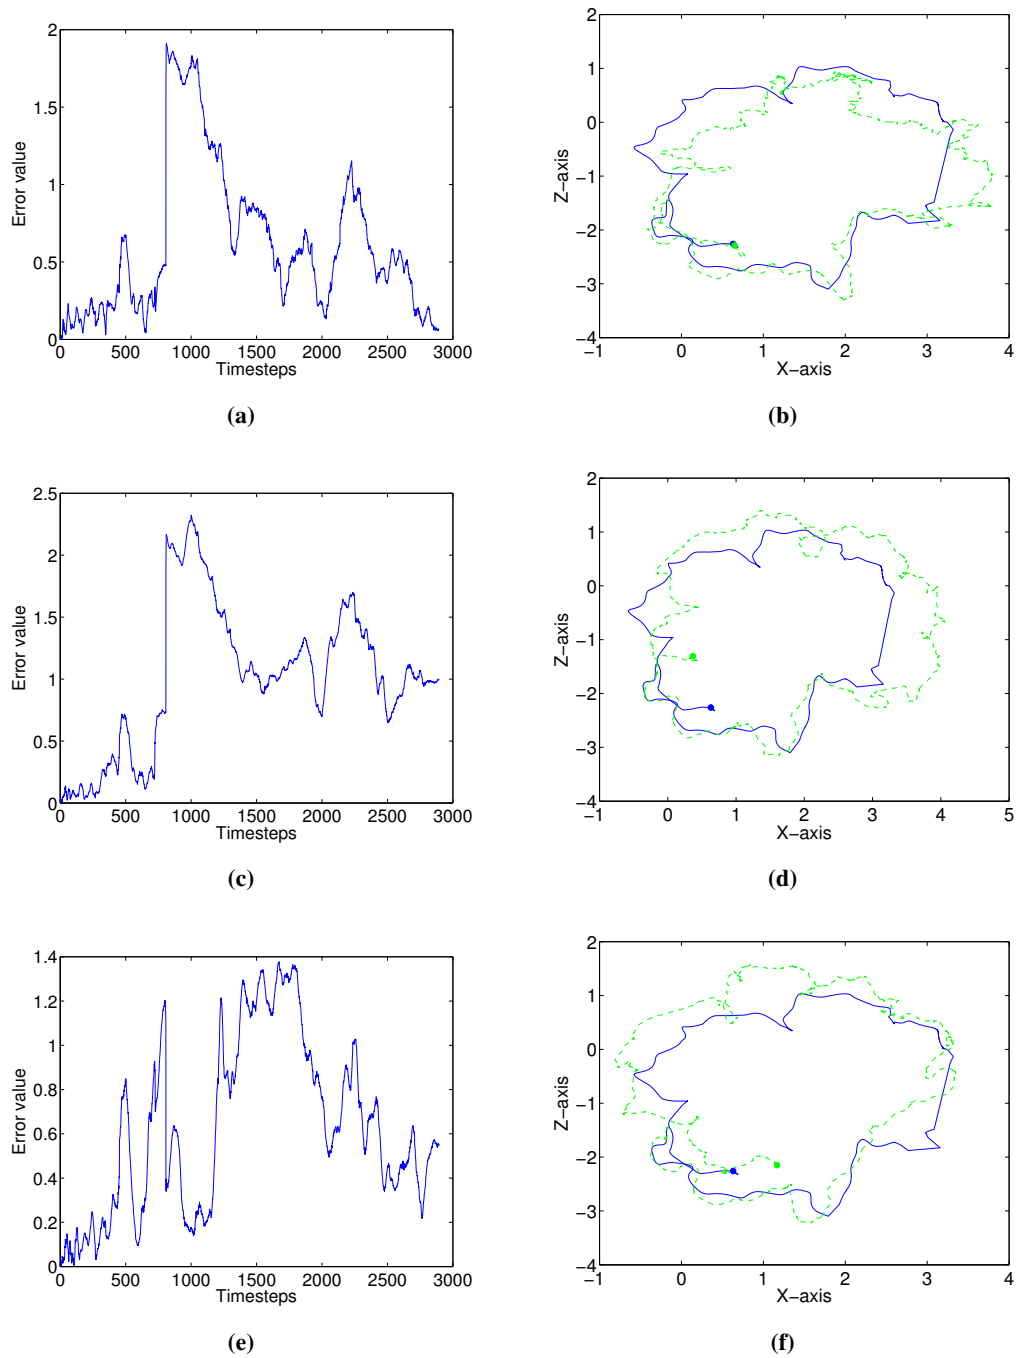 2
1.5
1
0.5
0
Error value
0 500 1000 1500 2000 2500 3000
Timesteps
(a)
2
1
0
−1
−2
−3
−4
Z−axis
−1 0 1 2 3 4
X−axis
(b)
2.5
2
1.5
1
0.5
0
Error value
0 500 1000 1500 2000 2500 3000
Timesteps
(c)
2
1
0
−1
−2
−3
−4
Z−axis
−1 0 1 2 3 4 5
X−axis
(d)
1.4
1.2
1
0.8
0.6
0.4
0.2
0
Error value
0 500 1000 1500 2000 2500 3000
Timesteps
(e)
2
1
0
−1
−2
−3
−4
Z−axis
−1 0 1 2 3 4
X−axis
(f)